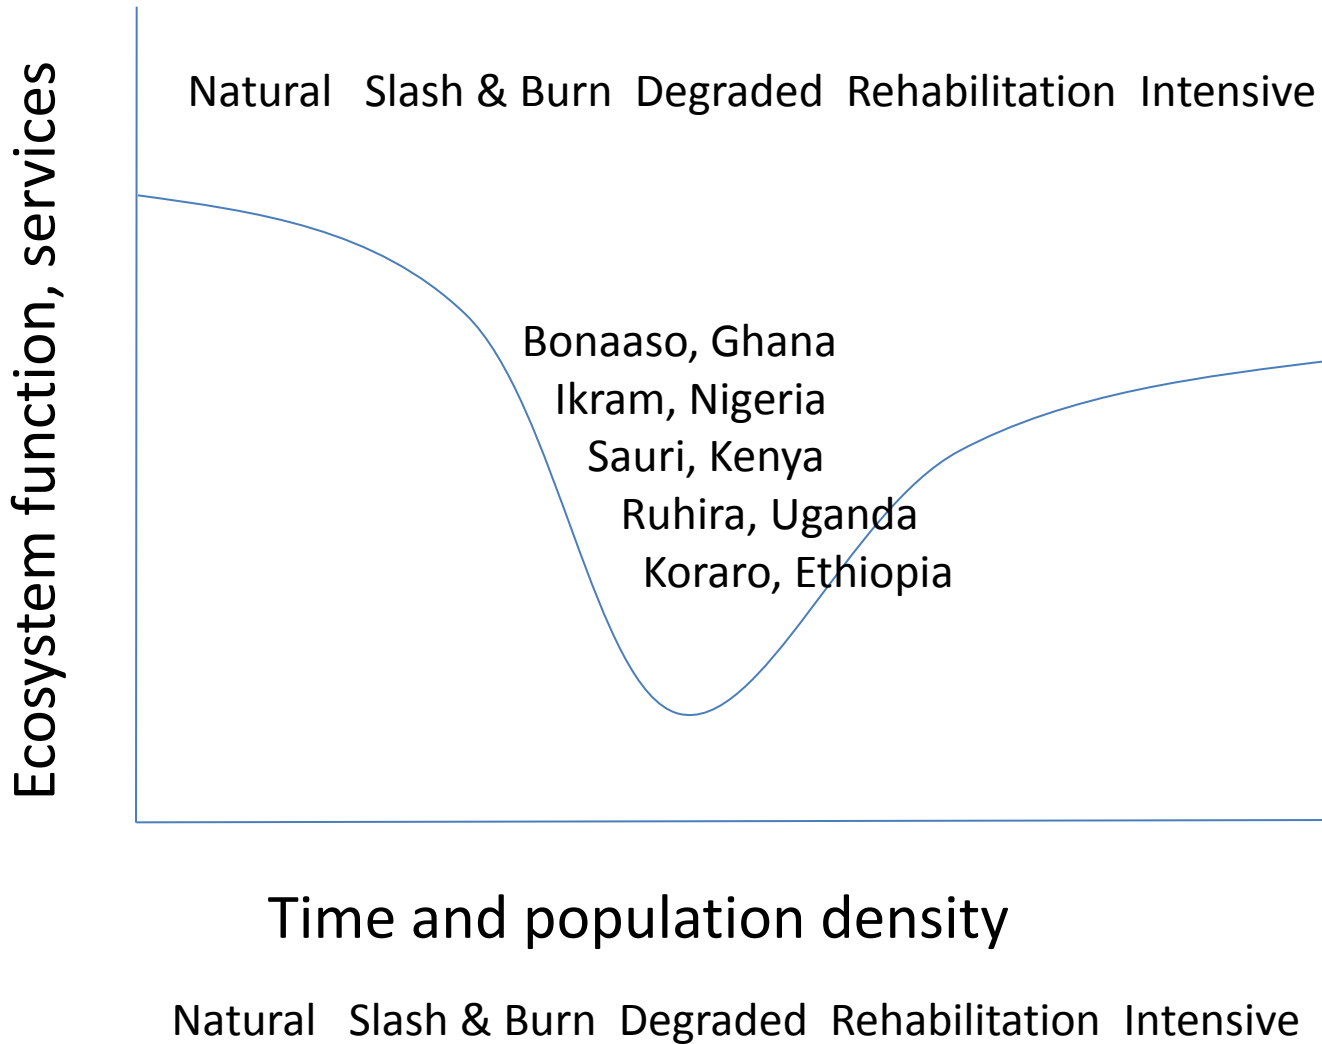 Natural Slash & Burn Degraded Rehabilitation Intensive
Ecosystem function, services
Bonaaso, Ghana
Ikram, Nigeria
Sauri, Kenya
Ruhira, Uganda
Koraro, Ethiopia
Time and population density
Natural Slash & Burn Degraded Rehabilitation Intensive